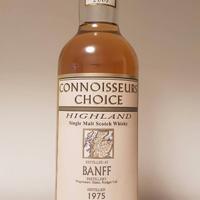 CONNOISSEURS
CHOICE
HIGHLAND
Single Malt Scotch Whisky
DISTILLED AT
BANFF
DISTILLERY
DISTILLED
1975